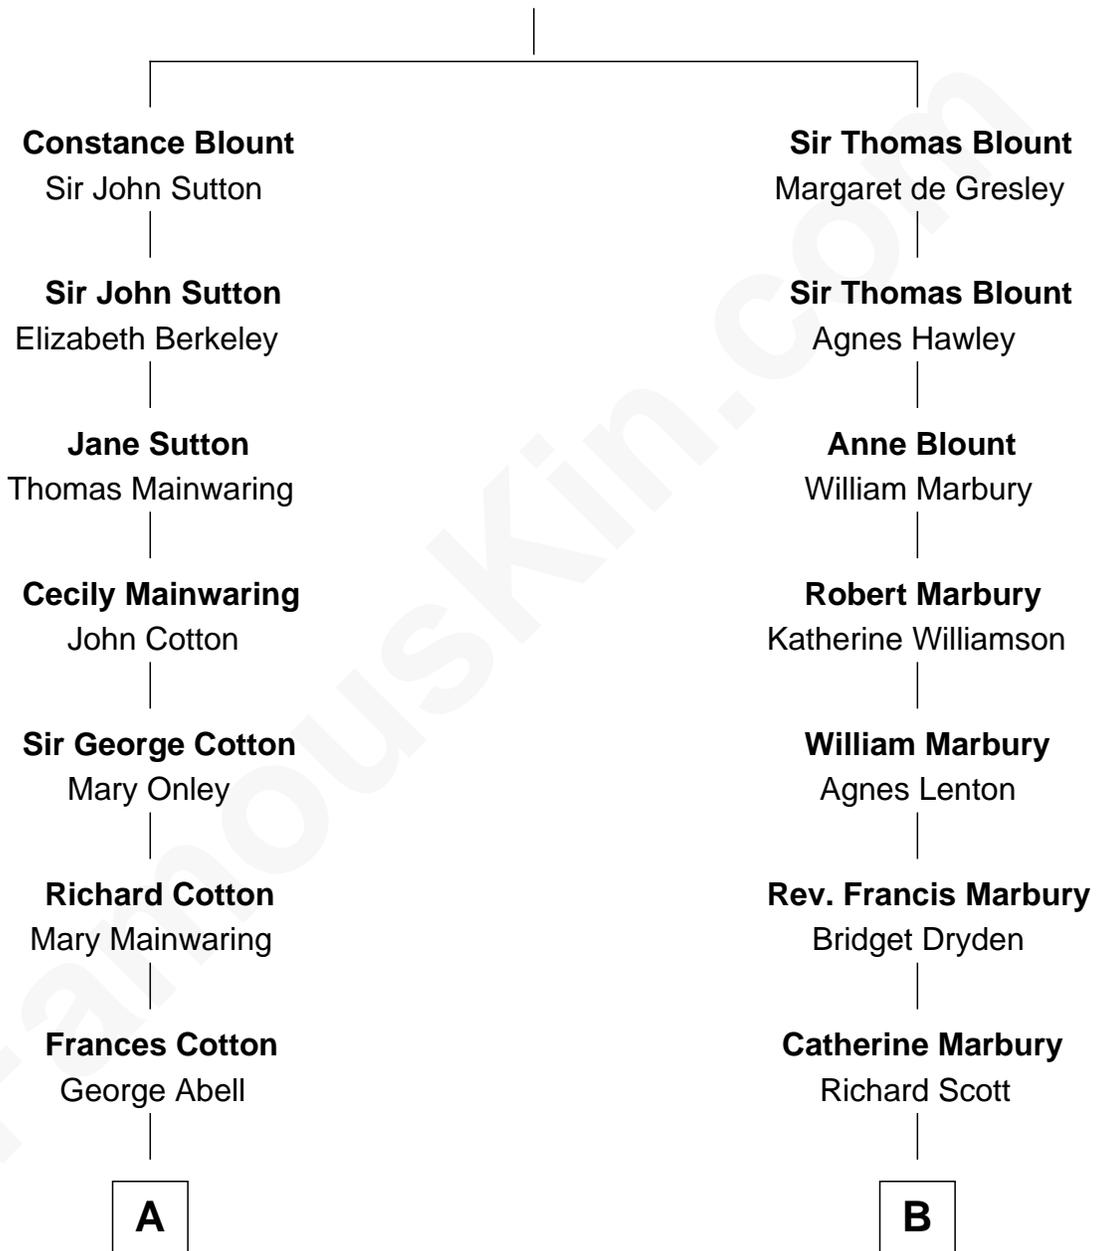 Constance Blount
Sir John Sutton
Sir John Sutton
Elizabeth Berkeley
Jane Sutton
Thomas Mainwaring
Cecily Mainwaring
John Cotton
Sir George Cotton
Mary Onley
Richard Cotton
Mary Mainwaring
Frances Cotton
George Abell
A
Sir Thomas Blount
Margaret de Gresley
Sir Thomas Blount
Agnes Hawley
Anne Blount
William Marbury
Robert Marbury
Katherine Williamson
William Marbury
Agnes Lenton
Rev. Francis Marbury
Bridget Dryden
Catherine Marbury
Richard Scott
B
FamousKin.com